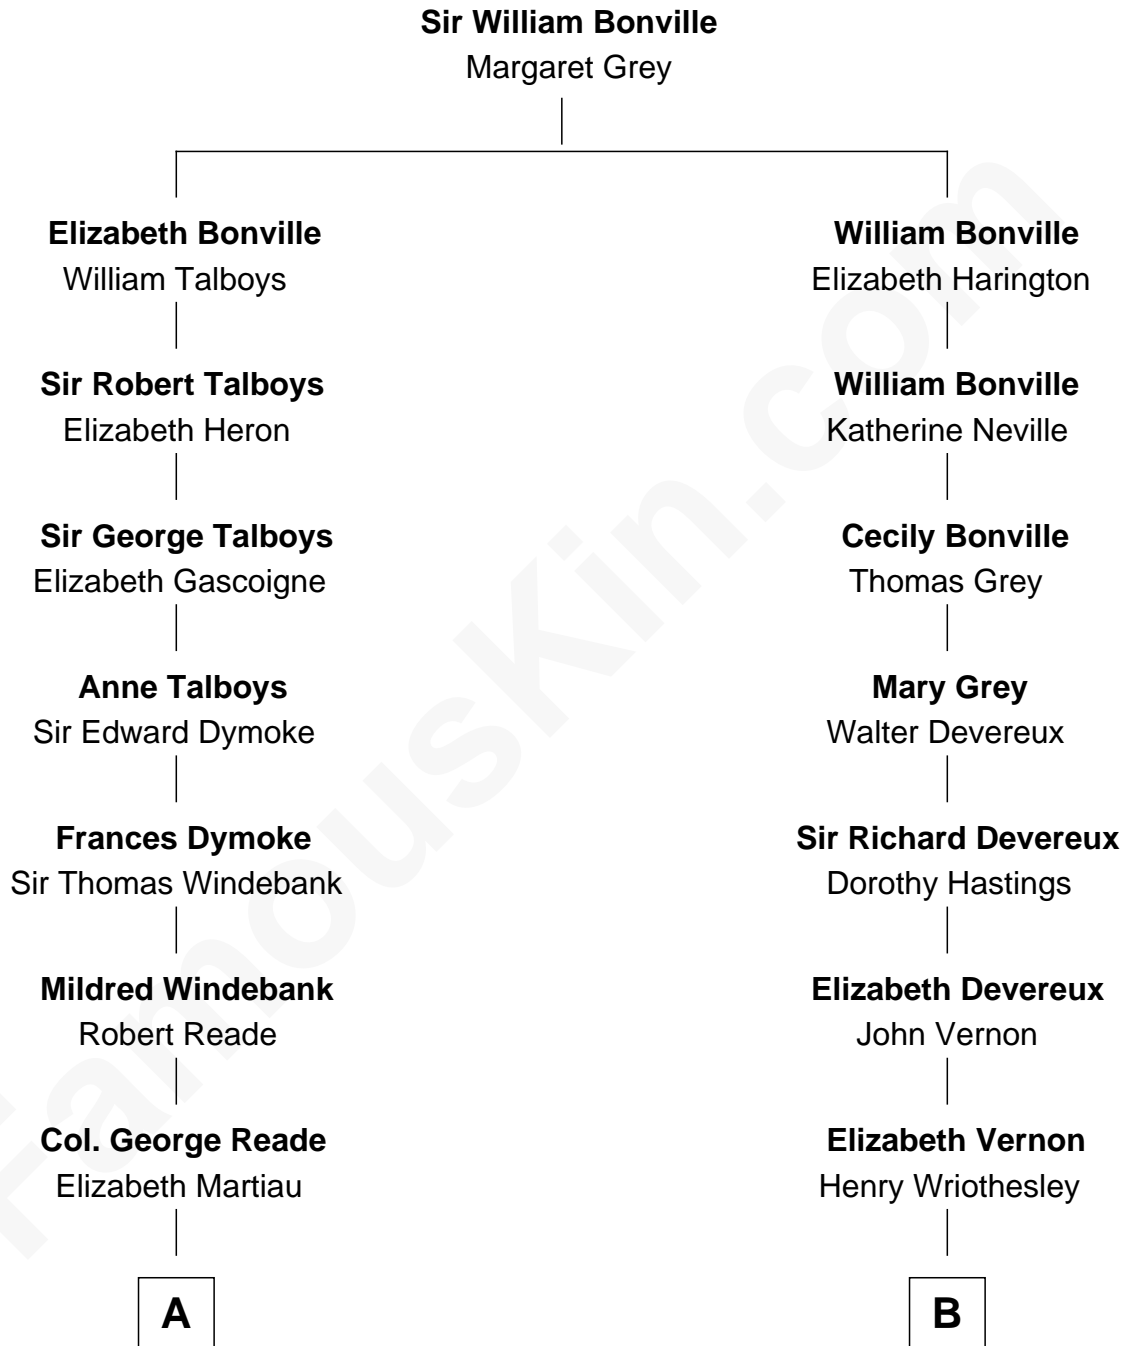 Sir William Bonville
Margaret Grey
Elizabeth Bonville
William Talboys
William Bonville
Elizabeth Harington
Sir Robert Talboys
Elizabeth Heron
William Bonville
Katherine Neville
Sir George Talboys
Elizabeth Gascoigne
Cecily Bonville
Thomas Grey
Anne Talboys
Sir Edward Dymoke
Mary Grey
Walter Devereux
Frances Dymoke
Sir Thomas Windebank
Sir Richard Devereux
Dorothy Hastings
Mildred Windebank
Robert Reade
Elizabeth Devereux
John Vernon
Col. George Reade
Elizabeth Martiau
Elizabeth Vernon
Henry Wriothesley
A
B
FamousKin.com